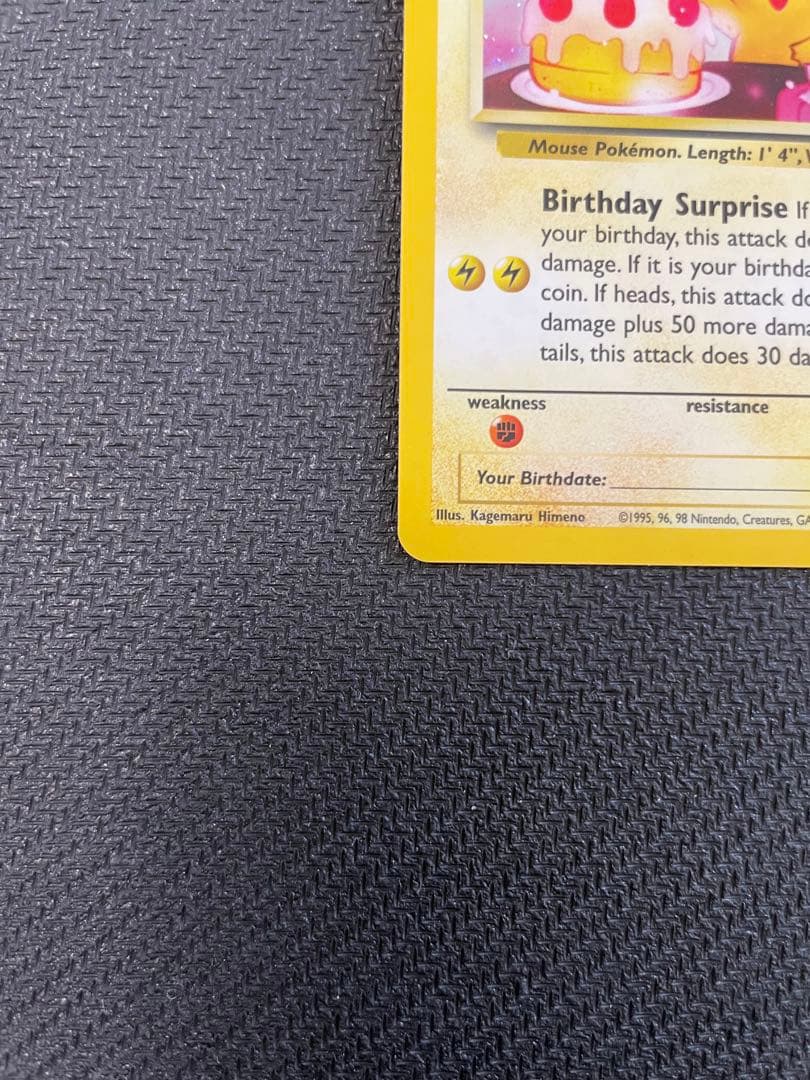 Mouse Pokémon. Length: 1' 4",
Birthday Surprise If
your birthday, this attack
damage. If it is your
coin. If heads, this attack
damage plus 50 more
tails, this attack does 30
weakness
resistance
Your Birthdate:
Illus. Kagemaru Himeno ©1995, 96, 98 Nintendo, Creatures,